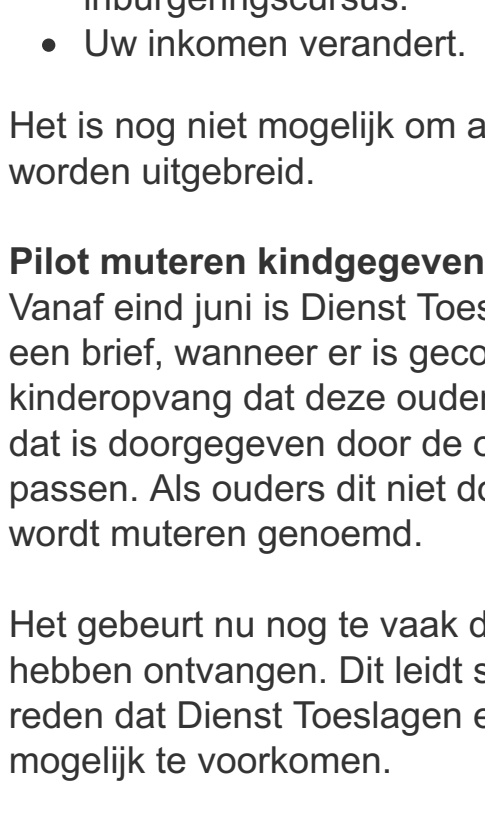 inburgeringscursus.
• Uw inkomen verandert.
Het is nog niet mogelijk om a
worden uitgebreid.
Pilot muteren kindgegeven
Vanaf eind juni is Dienst Toes
een brief, wanneer er is geco
kinderopvang dat deze ouder
dat is doorgegeven door de o
passen. Als ouders dit niet do
wordt muteren genoemd.
Het gebeurt nu nog te vaak d
hebben ontvangen. Dit leidt s
reden dat Dienst Toeslagen e
mogelijk te voorkomen.